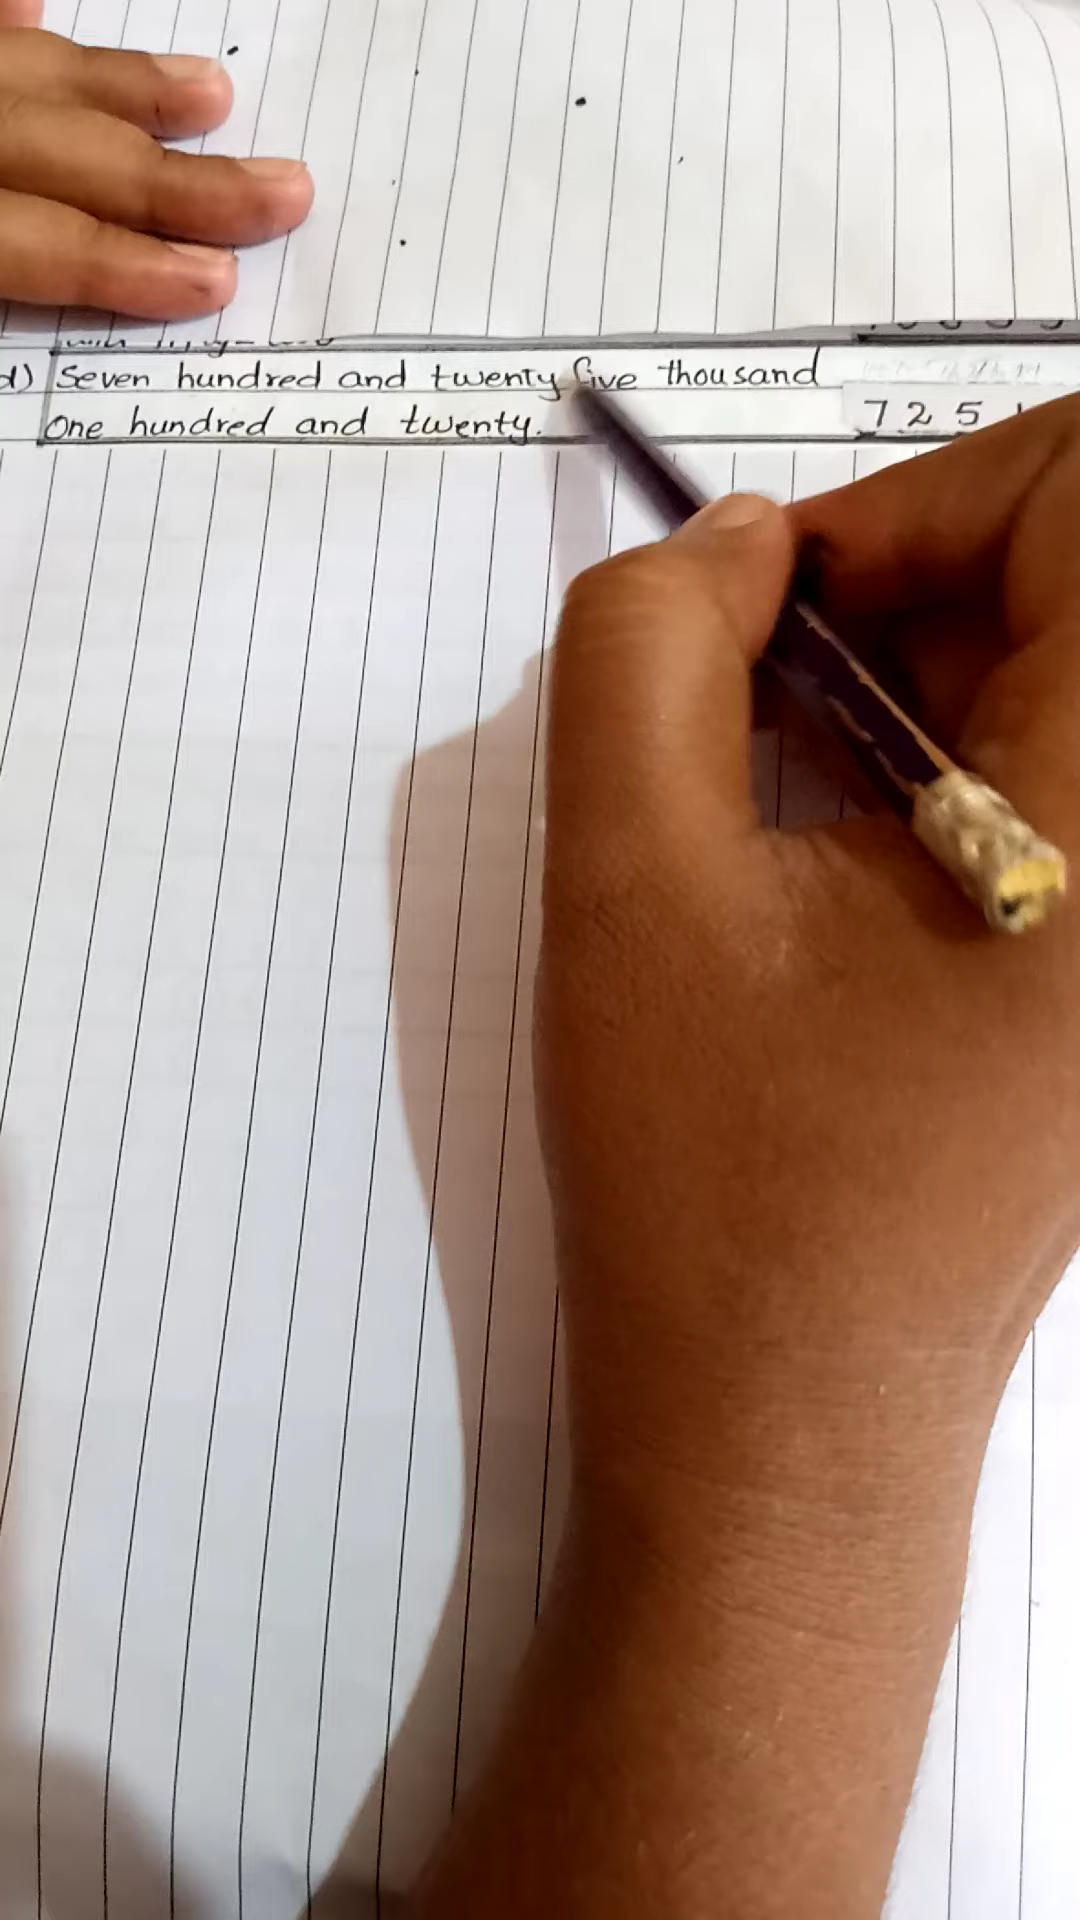 d) Seven hundred and twenty five thousand
One hundred and twenty.
7 2 5